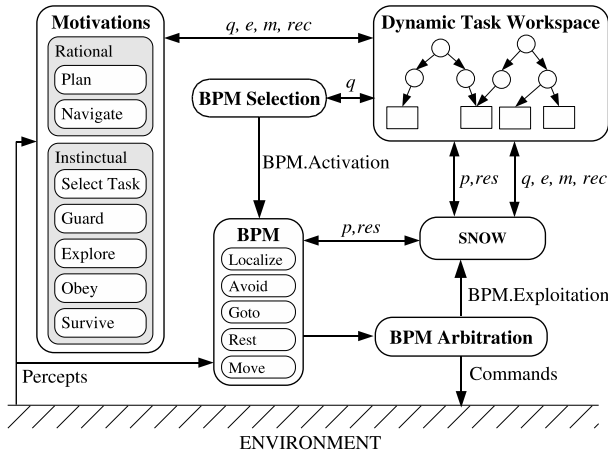 Motivations
Rational
Plan
Navigate
Instinctual
Select Task
Guard
Explore
Obey
Survive
q, e, m, rec
Dynamic Task Workspace
BPM Selection
q
BPM.Activation
p,res
q, e, m, rec
BPM
Localize
Avoid
Goto
Rest
Move
p,res
SNOW
BPM.Exploitation
BPM Arbitration
Percepts
Commands
ENVIRONMENT